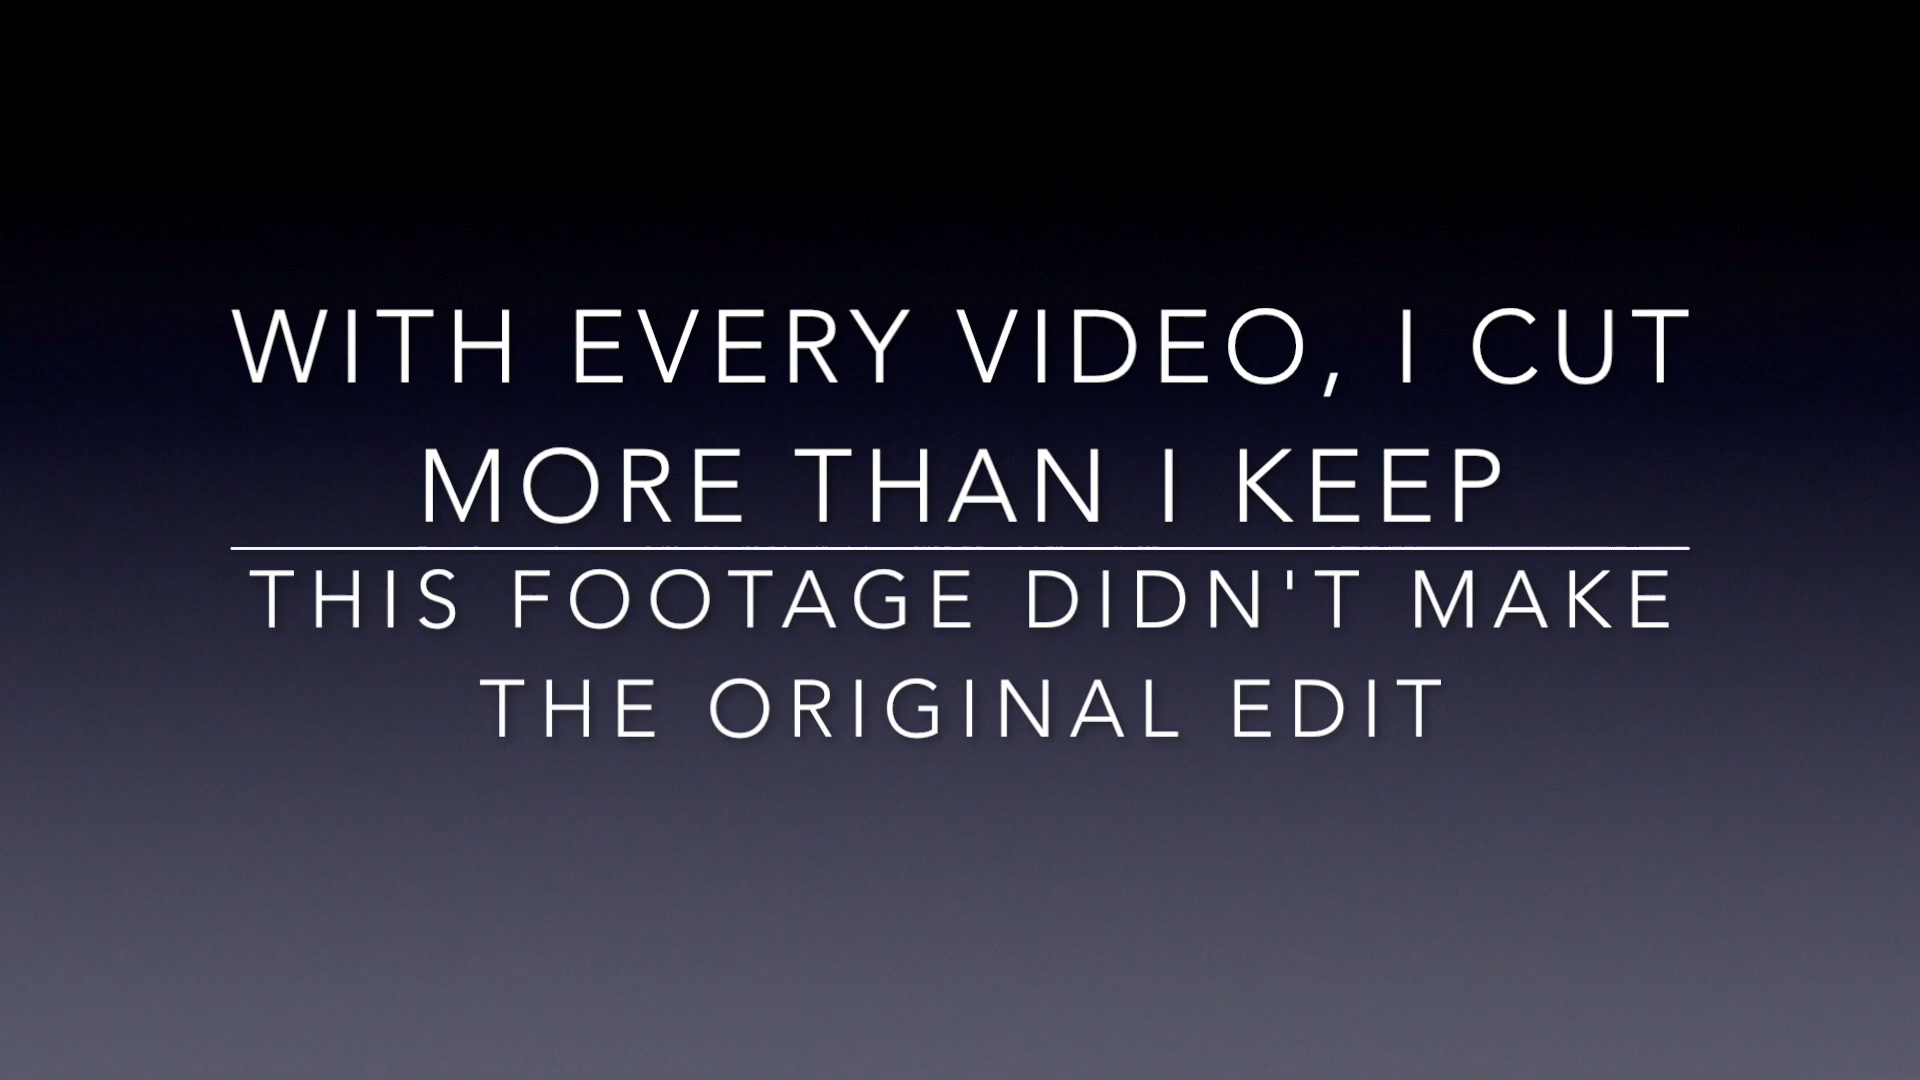 WITH EVERY VIDEO, I CUT
MORE THAN I KEEP
THIS FOOTAGE DIDN'T MAKE
THE ORIGINAL EDIT